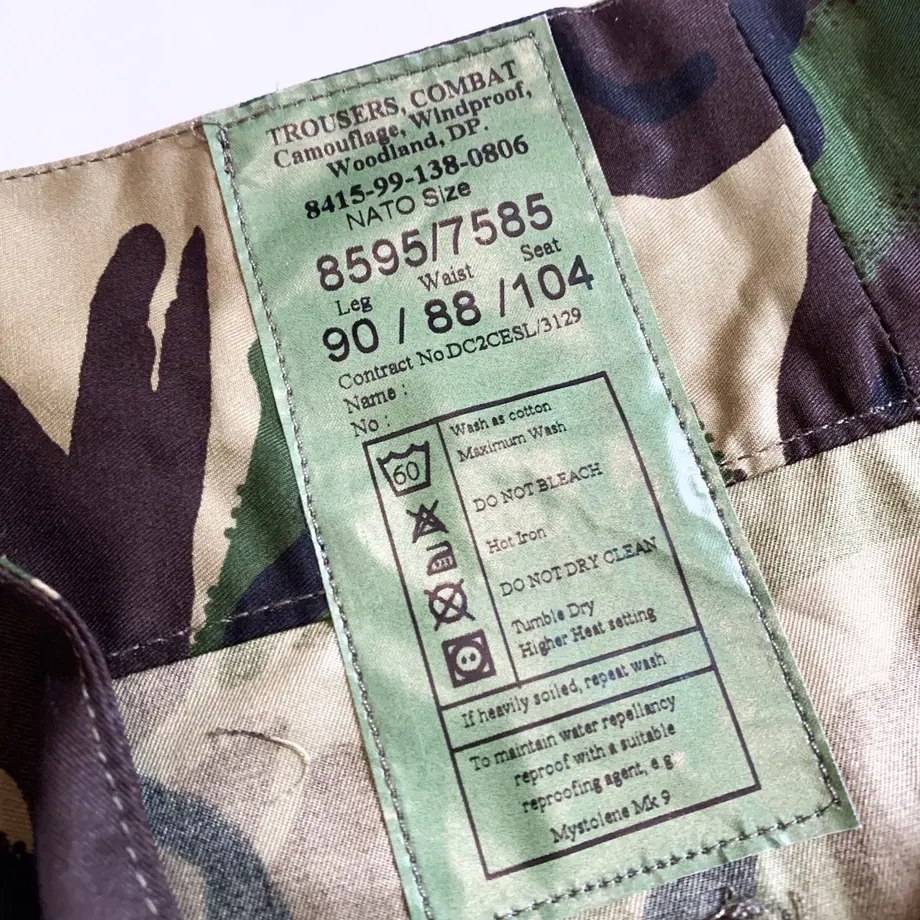 TROUSERS, COMBAT
Camouflage, Windproof,
Woodland, DP.
8415-99-138-0806
NATO Size
8595/7585
Leg Waist Seat
90 / 88 /104
Contract No DC2CESL/3129
Name :
No :
60
Wash as cotton
Maximum Wash
DO NOT BLEACH
Hot Iron
DO NOT DRY CLEAN
Tumble Dry
Higher Heat setting
If heavily soiled, repeat wash
To maintain water repellancy
reproof with a suitable
reproofing agent, e.g
Mystolene Mk 9